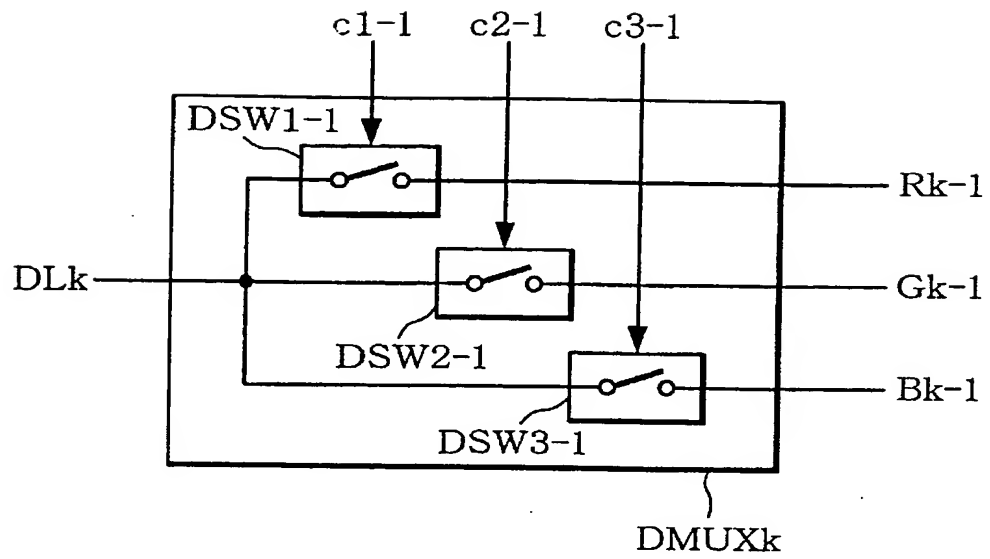 c1-1 c2-1 c3-1
DSW1-1
Rk-1
DLk
Gk-1
DSW2-1
Bk-1
DSW3-1
DMUXk